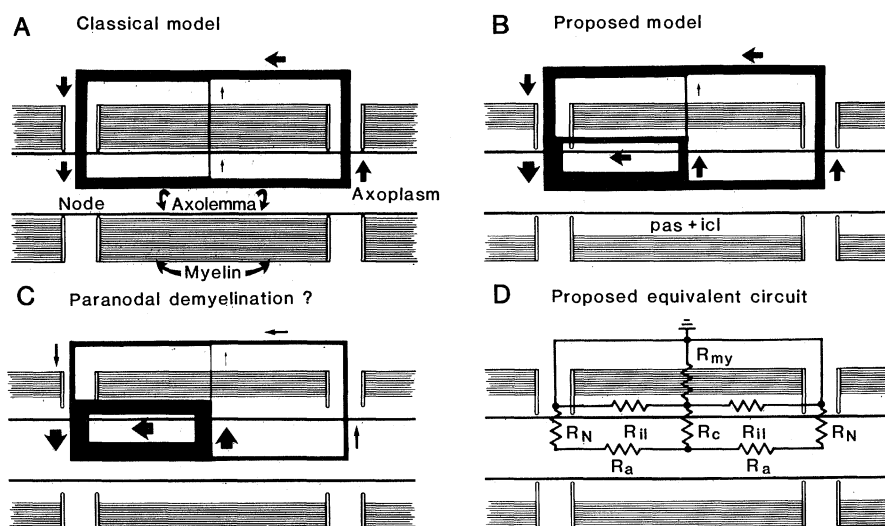 A Classical model
Node
Axolemma
Axoplasm
Myelin
B Proposed model
pas + icl
C Paranodal demyelination ?
D Proposed equivalent circuit
Rmy
RN Ril Rc Ril RN
Ra Ra